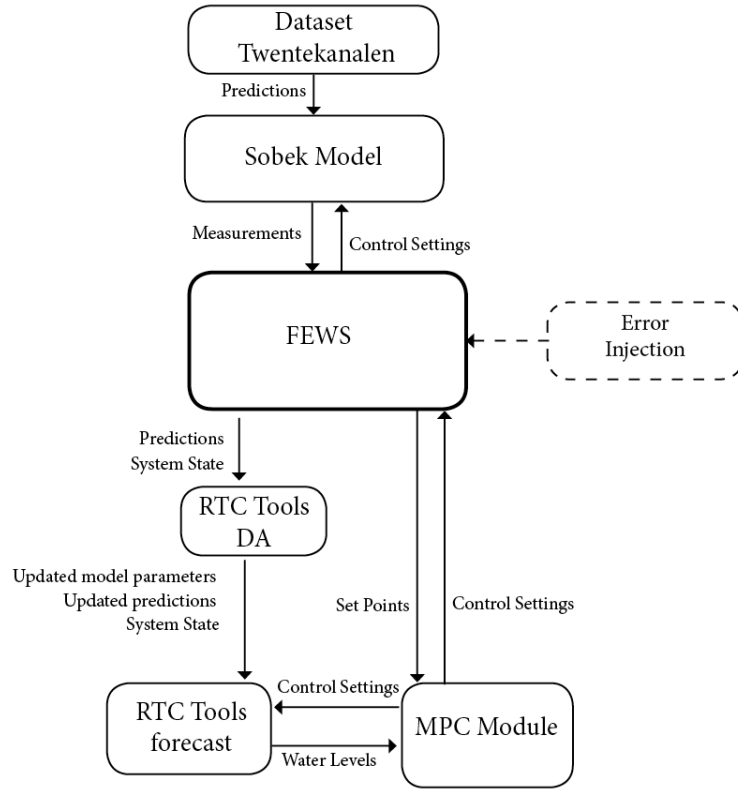 Dataset
Twentekanalen
Predictions
Sobek Model
Measurements
Control Settings
FEWS
Error
Injection
Predictions
System State
RTC Tools
DA
Updated model parameters
Updated predictions
System State
Set Points
Control Settings
Control Settings
RTC Tools
forecast
MPC Module
Water Levels